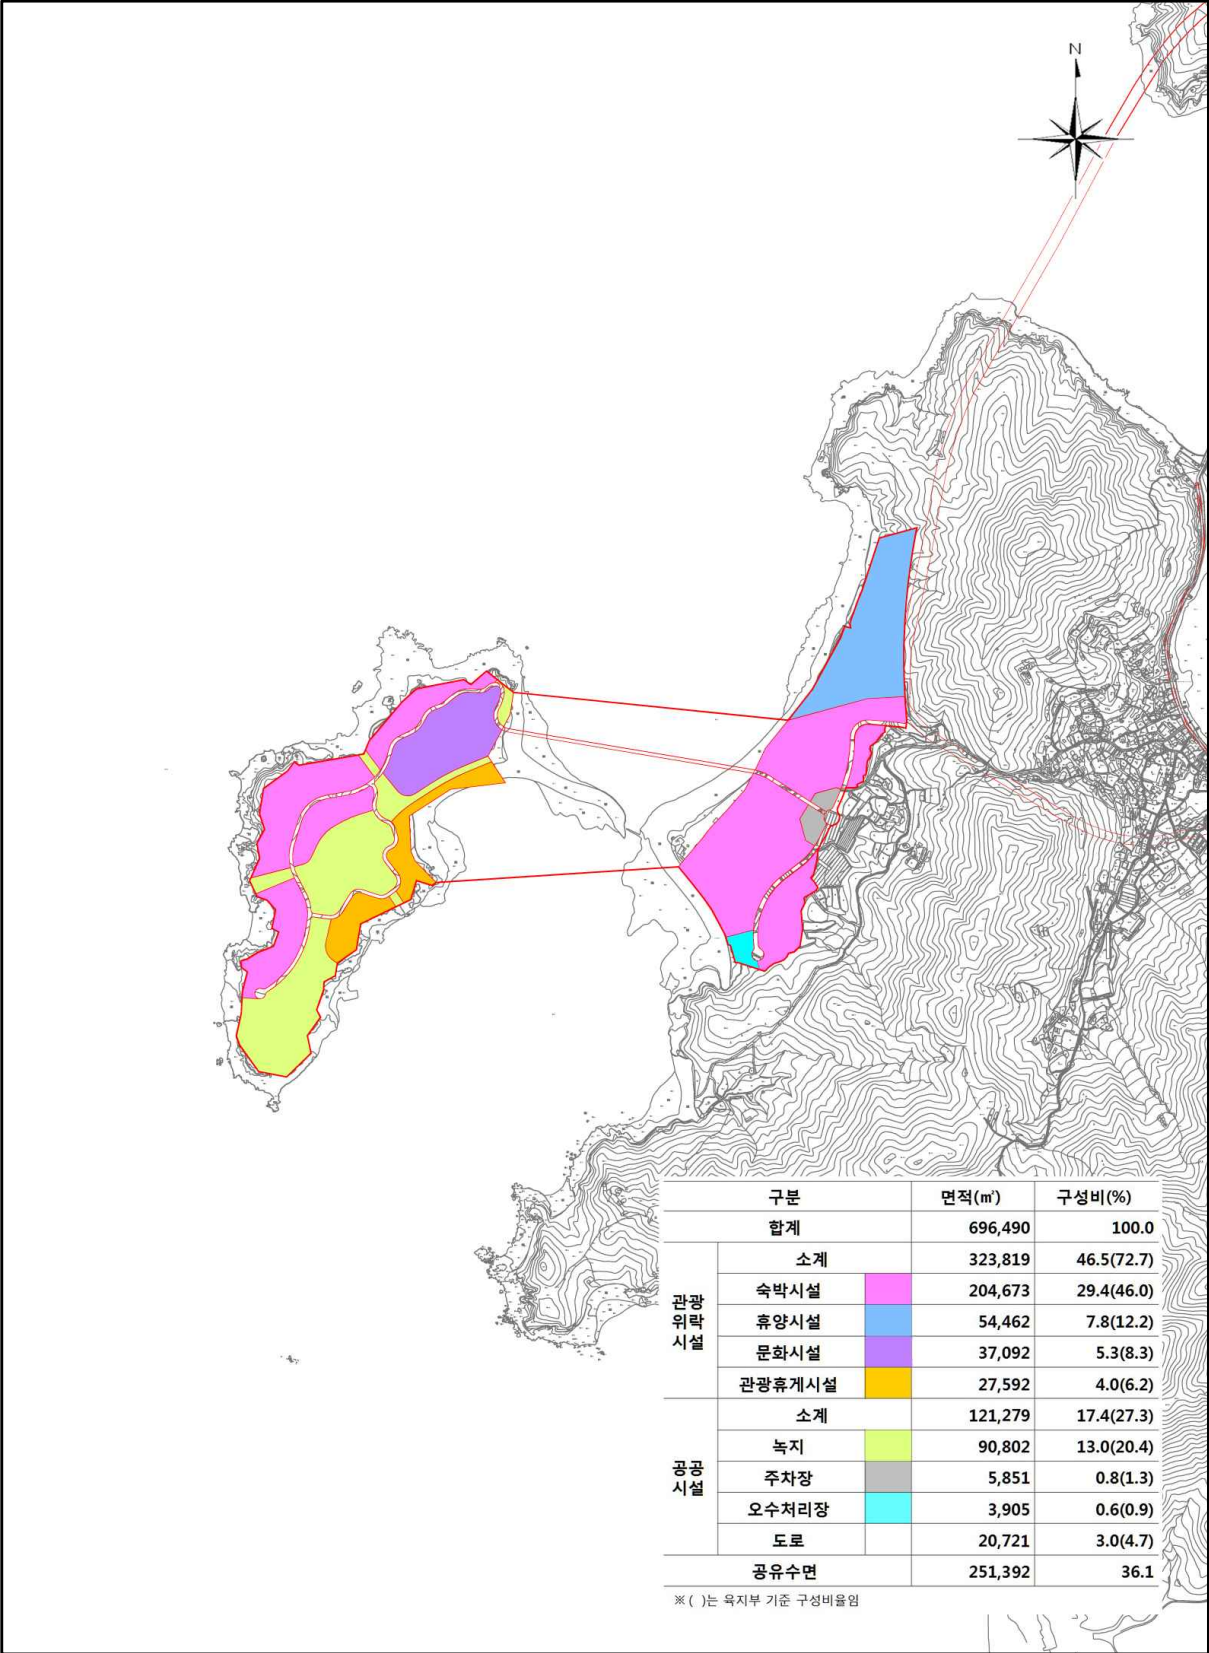 N
구분 면적(㎡) 구성비(%)
합계 696,490 100.0
관광 위락 시설 소계 323,819 46.5(72.7)
숙박시설 204,673 29.4(46.0)
휴양시설 54,462 7.8(12.2)
문화시설 37,092 5.3(8.3)
관광휴게시설 27,592 4.0(6.2)
공공 시설 소계 121,279 17.4(27.3)
녹지 90,802 13.0(20.4)
주차장 5,851 0.8(1.3)
오수처리장 3,905 0.6(0.9)
도로 20,721 3.0(4.7)
공유수면 251,392 36.1
※ ( )는 육지부 기준 구성비율임